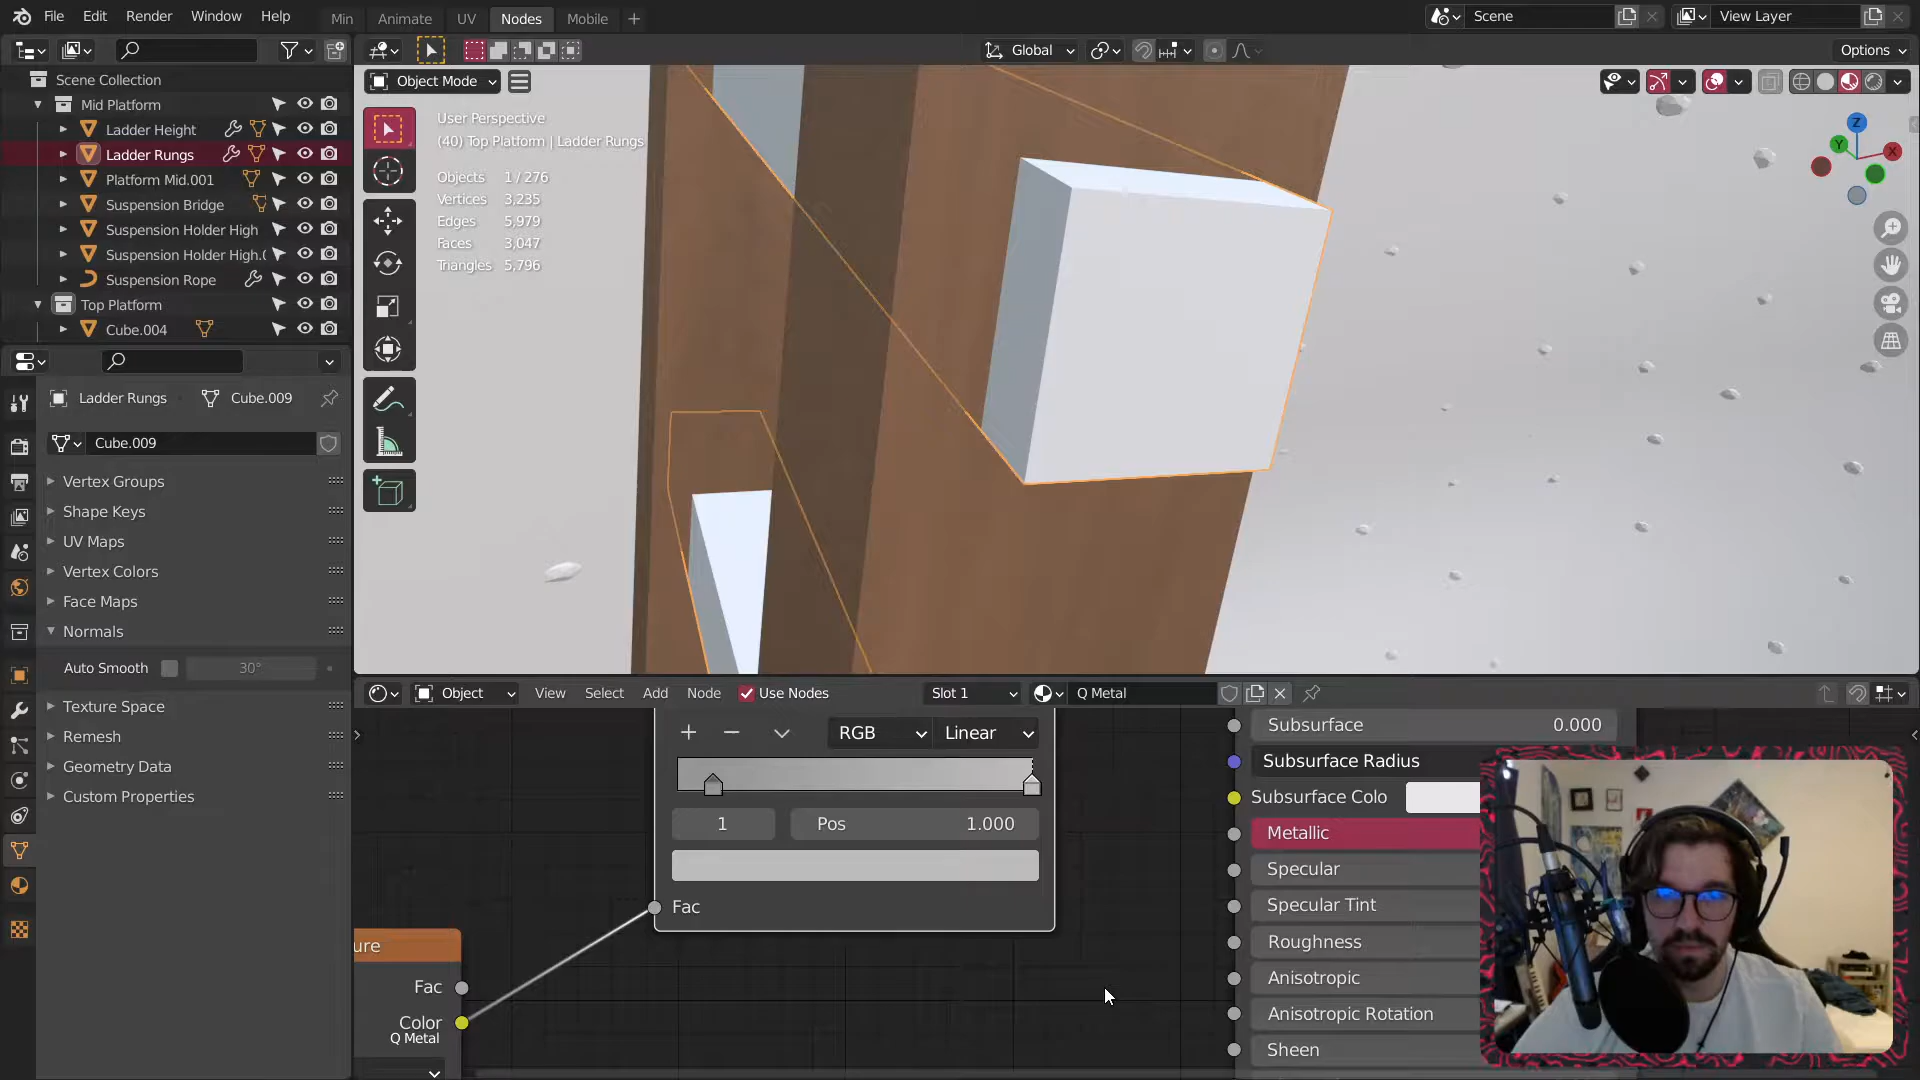 File Edit Render Window Help Min Animate UV Nodes Mobile + Scene View Layer
Global Options
Scene Collection
Mid Platform
Ladder Height
Ladder Rungs
Platform Mid.001
Suspension Bridge
Suspension Holder High
Suspension Holder High.0
Suspension Rope
Top Platform
Cube.004
Object Mode
User Perspective
(40) Top Platform | Ladder Rungs
Objects 1 / 276
Vertices 3,235
Edges 5,979
Faces 3,047
Triangles 5,796
Z
Y
X
Ladder Rungs Cube.009
Cube.009
Vertex Groups
Shape Keys
UV Maps
Vertex Colors
Face Maps
Normals
Auto Smooth 30°
Texture Space
Remesh
Geometry Data
Custom Properties
Object View Select Add Node Use Nodes Slot 1 Q Metal
RGB Linear
1 Pos 1.000
Fac
ure
Fac
Color
Q Metal
Subsurface 0.000
Subsurface Radius
Subsurface Colo
Metallic
Specular
Specular Tint
Roughness
Anisotropic
Anisotropic Rotation
Sheen